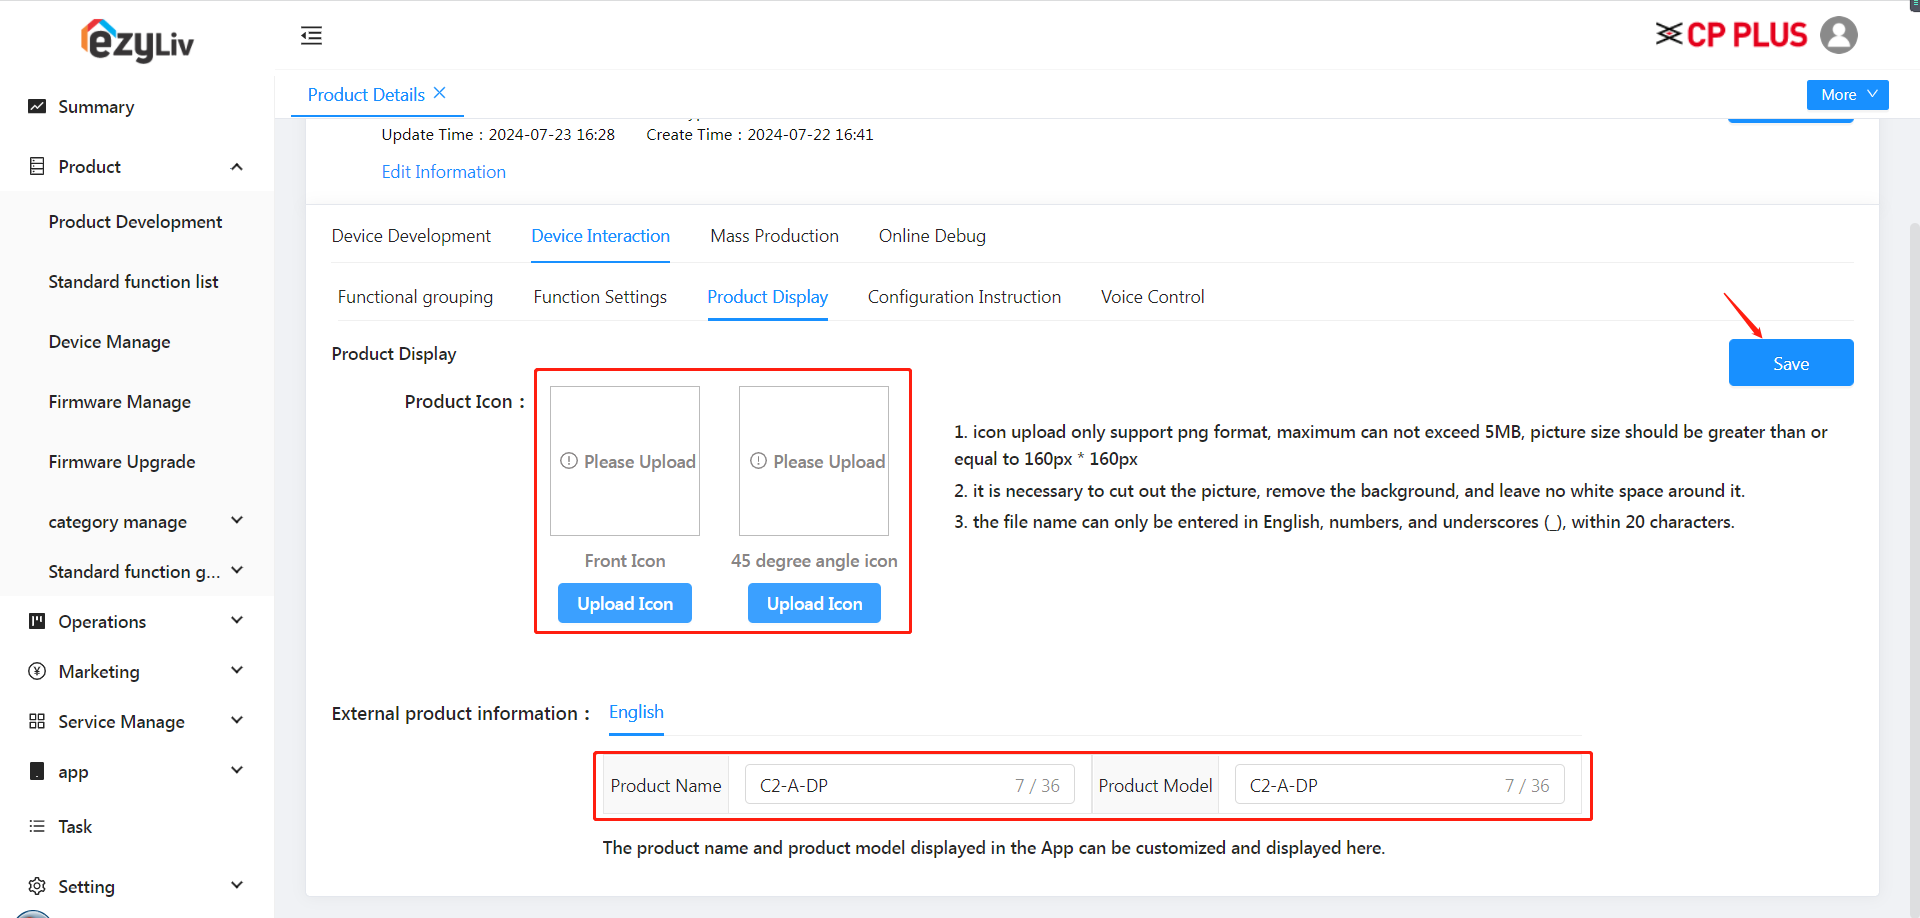 ezyLiv
CP PLUS
Summary
Product
Product Development
Standard function list
Device Manage
Firmware Manage
Firmware Upgrade
category manage
Standard function g...
Operations
Marketing
Service Manage
app
Task
Setting
Product Details
More
Update Time : 2024-07-23 16:28 Create Time : 2024-07-22 16:41
Edit Information
Device Development Device Interaction Mass Production Online Debug
Functional grouping Function Settings Product Display Configuration Instruction Voice Control
Product Display
Save
Product Icon :
Please Upload Please Upload
Front Icon 45 degree angle icon
Upload Icon Upload Icon
1. icon upload only support png format, maximum can not exceed 5MB, picture size should be greater than or
equal to 160px * 160px
2. it is necessary to cut out the picture, remove the background, and leave no white space around it.
3. the file name can only be entered in English, numbers, and underscores (_), within 20 characters.
External product information : English
Product Name C2-A-DP 7 / 36 Product Model C2-A-DP 7 / 36
The product name and product model displayed in the App can be customized and displayed here.